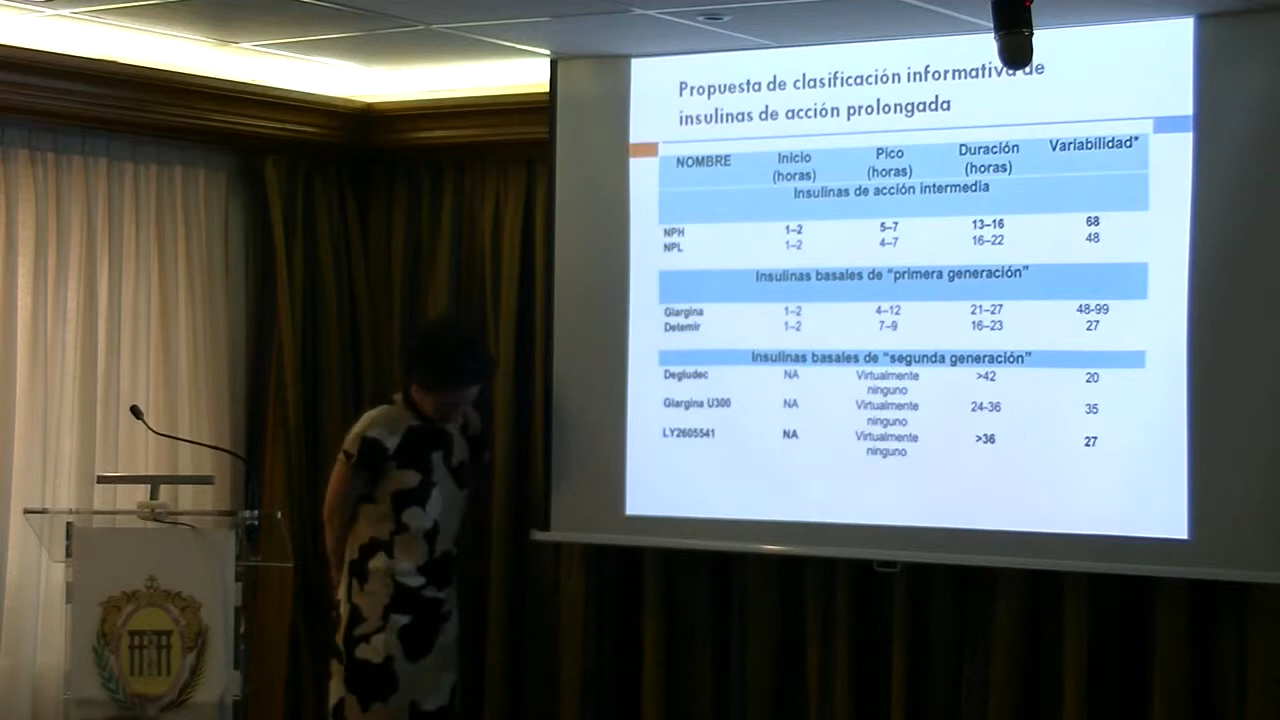 Propuesta de clasificación informativa de
insulinas de acción prolongada
NOMBRE Inicio (horas) Pico (horas) Duración (horas) Variabilidad*
Insulinas de acción intermedia
NPH 1–2 5–7 13–16 68
NPL 1–2 4–7 16–22 48
Insulinas basales de “primera generación”
Glargina 1–2 4–12 21–27 48-99
Detemir 1–2 7–9 16–23 27
Insulinas basales de “segunda generación”
Degludec NA Virtualmente ninguno >42 20
Glargina U300 NA Virtualmente ninguno 24-36 35
LY2605541 NA Virtualmente ninguno >36 27